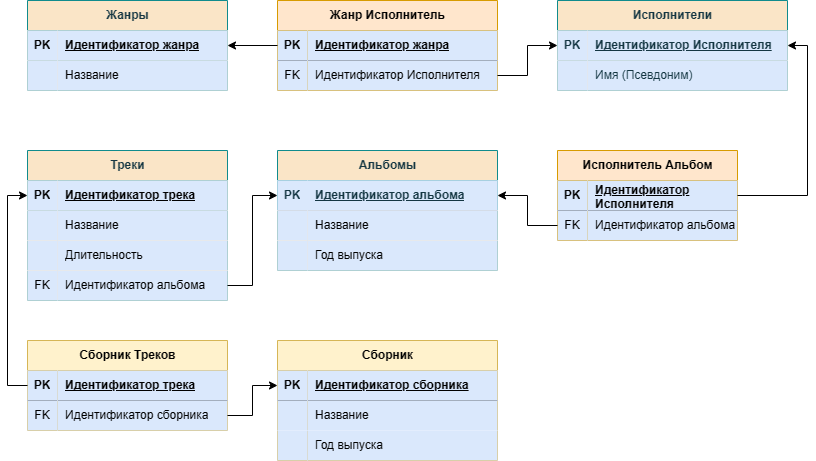 Жанры
PK Идентификатор жанра
Название
Жанр Исполнитель
PK Идентификатор жанра
FK Идентификатор Исполнителя
Исполнители
PK Идентификатор Исполнителя
Имя (Псевдоним)
Треки
PK Идентификатор трека
Название
Длительность
FK Идентификатор альбома
Альбомы
PK Идентификатор альбома
Название
Год выпуска
Исполнитель Альбом
PK Идентификатор
Исполнителя
FK Идентификатор альбома
Сборник Треков
PK Идентификатор трека
FK Идентификатор сборника
Сборник
PK Идентификатор сборника
Название
Год выпуска